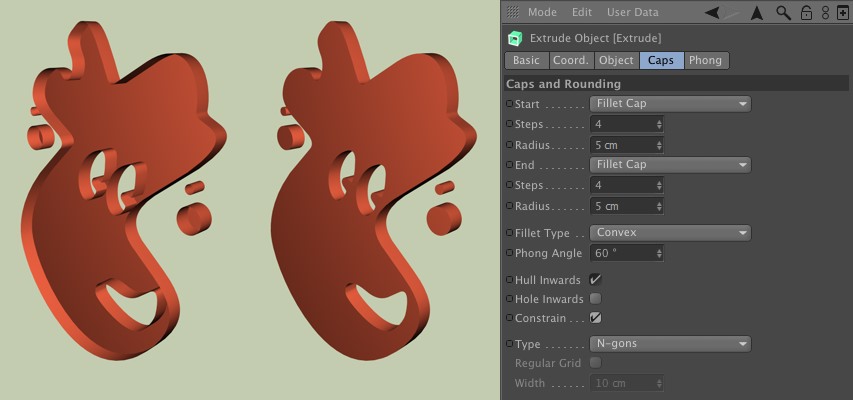 Mode Edit User Data
Extrude Object [Extrude]
Basic Coord. Object Caps Phong
Caps and Rounding
Start . . . . . . . Fillet Cap
Steps . . . . . . 4
Radius . . . . . . 5 cm
End . . . . . . . . Fillet Cap
Steps . . . . . . 4
Radius . . . . . . 5 cm
Fillet Type . . Convex
Phong Angle 60 °
Hull Inwards
Hole Inwards
Constrain . . .
Type . . . . . . . N-gons
Regular Grid
Width . . . . . . 10 cm